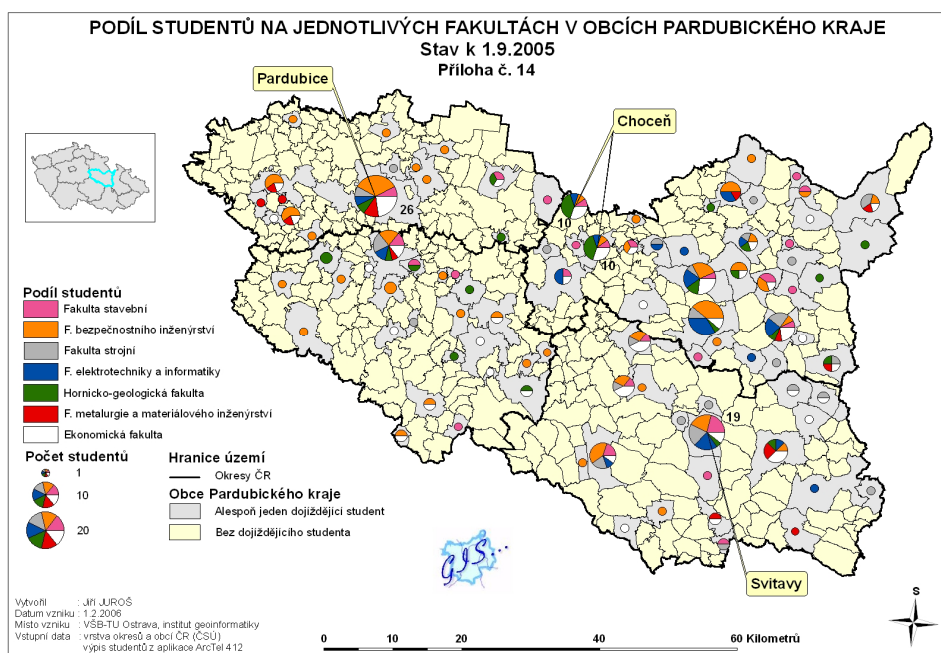 PODÍL STUDENTŮ NA JEDNOTLIVÝCH FAKULTÁCH V OBCÍCH PARDUBICKÉHO KRAJE
Stav k 1.9.2005
Příloha č. 14
Pardubice
Choceň
26
10
10
19
Svitavy
Podíl studentů
Fakulta stavební
F. bezpečnostního inženýrství
Fakulta strojní
F. elektrotechniky a informatiky
Hornicko-geologická fakulta
F. metalurgie a materiálového inženýrství
Ekonomická fakulta
Počet studentů
1
10
20
Hranice území
Okresy ČR
Obce Pardubického kraje
Alespoň jeden dojíždějící student
Bez dojíždějícího studenta
GIS...
Vytvořil : Jiří JUROŠ
Datum vzniku : 1.2.2006
Místo vzniku : VŠB-TU Ostrava, institut geoinformatiky
Vstupní data : vrstva okresů a obcí ČR (ČSÚ)
výpis studentů z aplikace ArcTel 412
0 10 20 40 60 Kilometrů
S